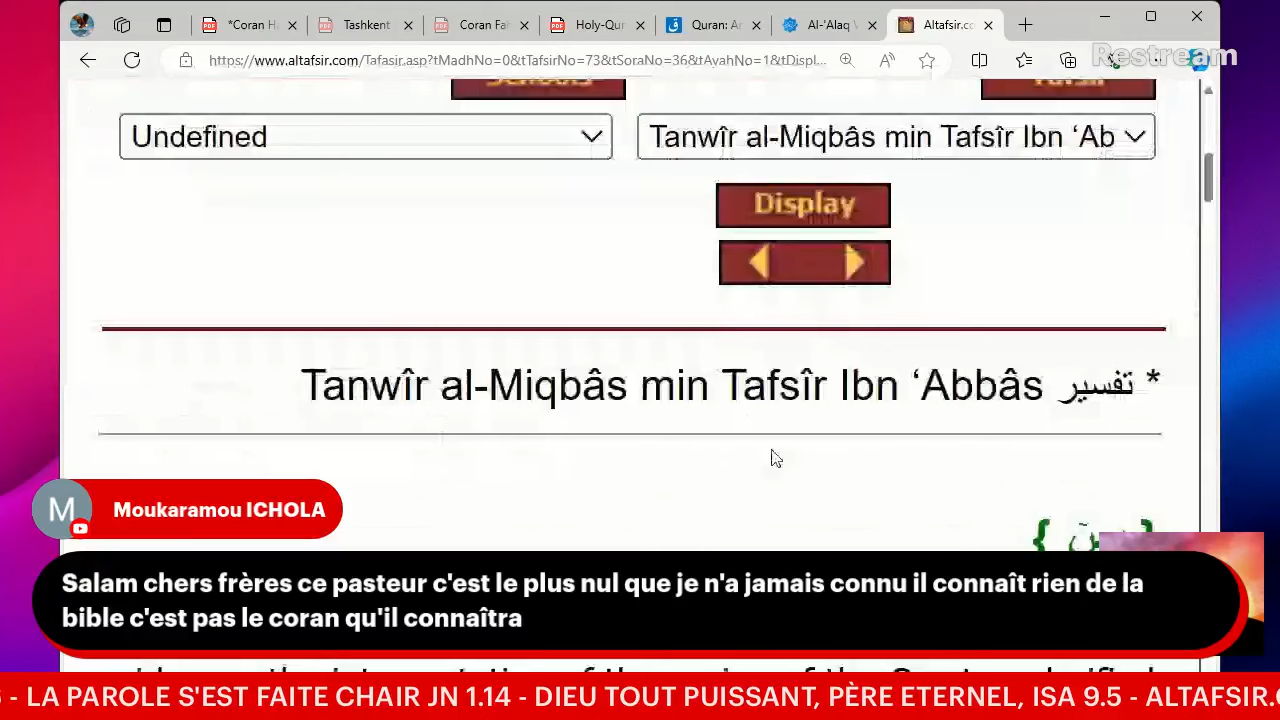 *Coran H
Tashkent
Coran Fa
Holy-Qur
Quran: A
Al-'Alaq V
Altafsir.c
https://www.altafsir.com/Tafasir.asp?tMadhNo=0&TafsirNo=73&tSoraNo=36&tAyahNo=1&tDispl...
Restream
Undefined
Tanwîr al-Miqbâs min Tafsîr Ibn ‘Ab
Display
* تفسير Tanwîr al-Miqbâs min Tafsîr Ibn ‘Abbâs
M
Moukaramou ICHOLA
Salam chers frères ce pasteur c'est le plus nul que je n'a jamais connu il connaît rien de la
bible c'est pas le coran qu'il connaîtra
- LA PAROLE S'EST FAITE CHAIR JN 1.14 - DIEU TOUT PUISSANT, PÈRE ETERNEL, ISA 9.5 - ALTAFSIR.